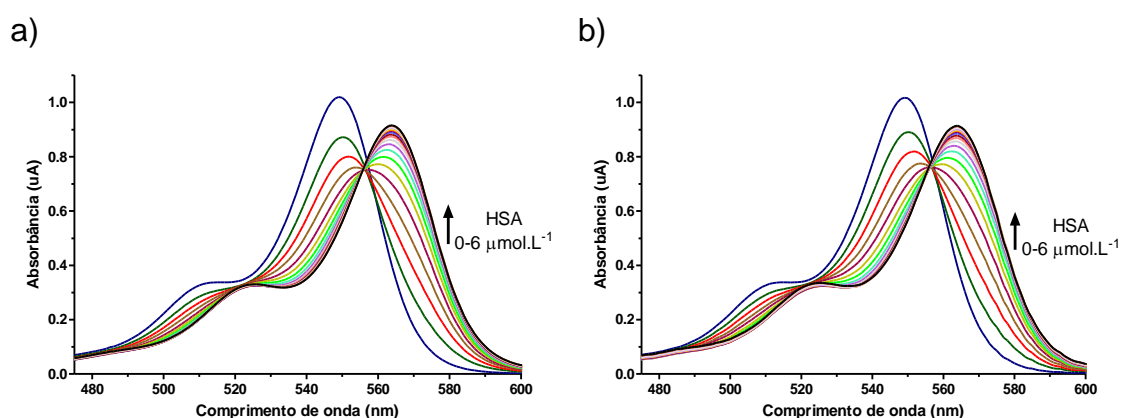 a)
1.0
0.8
0.6
0.4
0.2
0.0
Absorbância (uA)
480 500 520 540 560 580 600
Comprimento de onda (nm)
HSA
0-6 μmol.L⁻¹
b)
1.0
0.8
0.6
0.4
0.2
0.0
Absorbância (uA)
480 500 520 540 560 580 600
Comprimento de onda (nm)
HSA
0-6 μmol.L⁻¹